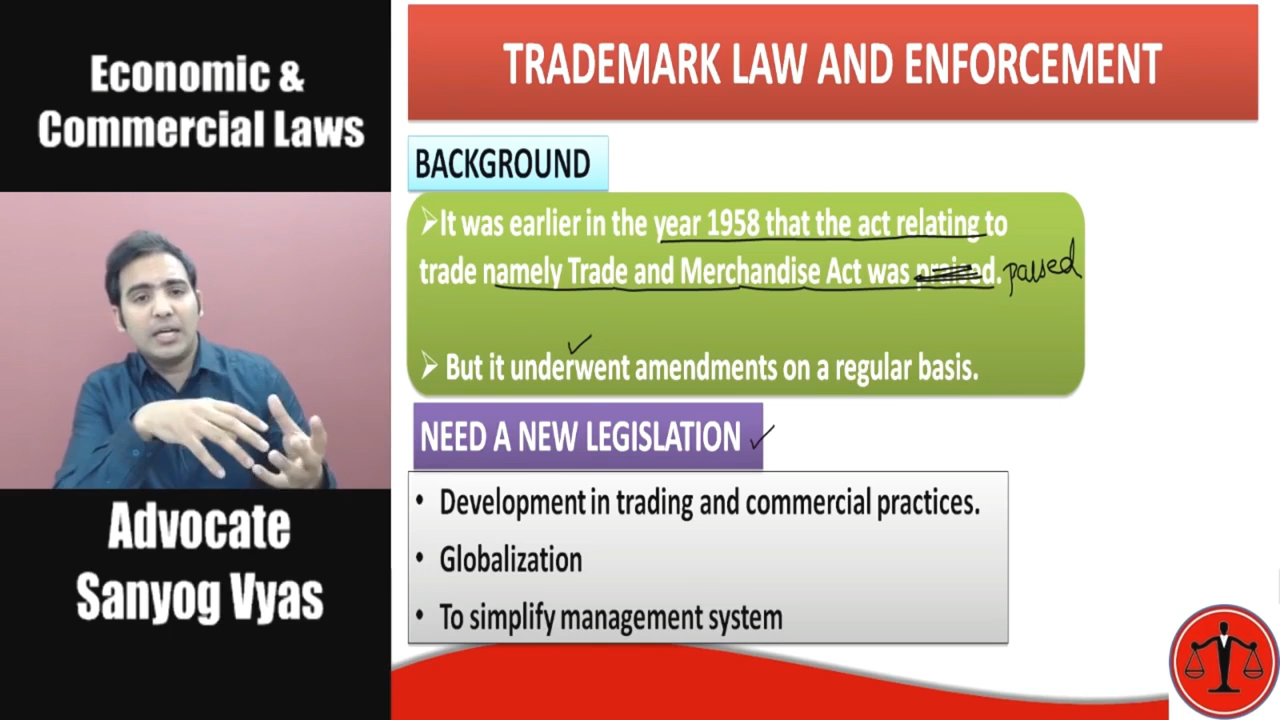 Economic &
Commercial Laws
Advocate
Sanyog Vyas
TRADEMARK LAW AND ENFORCEMENT
BACKGROUND
It was earlier in the year 1958 that the act relating to
trade namely Trade and Merchandise Act was praised. passed
But it underwent amendments on a regular basis.
NEED A NEW LEGISLATION
• Development in trading and commercial practices.
• Globalization
• To simplify management system